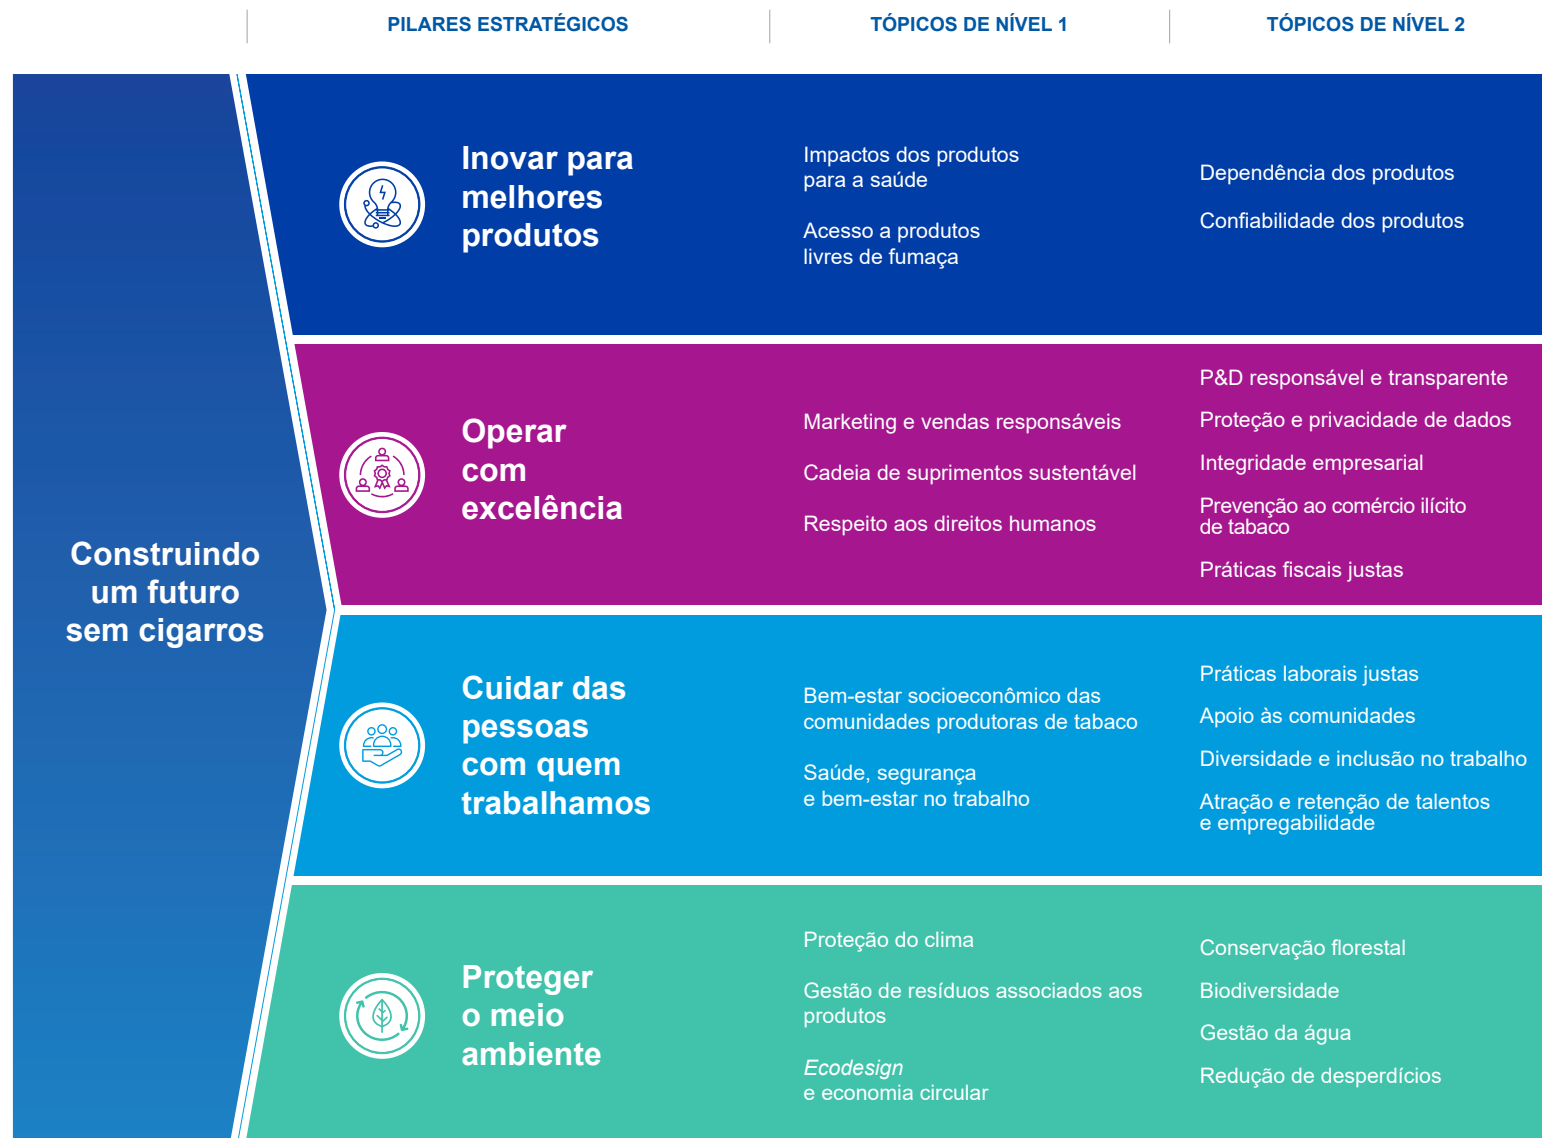 PILARES ESTRATÉGICOS
TÓPICOS DE NÍVEL 1
TÓPICOS DE NÍVEL 2
Construindo
um futuro
sem cigarros
Inovar para
melhores
produtos
Impactos dos produtos
para a saúde
Acesso a produtos
livres de fumaça
Dependência dos produtos
Confiabilidade dos produtos
Operar
com
excelência
Marketing e vendas responsáveis
Cadeia de suprimentos sustentável
Respeito aos direitos humanos
P&D responsável e transparente
Proteção e privacidade de dados
Integridade empresarial
Prevenção ao comércio ilícito
de tabaco
Práticas fiscais justas
Cuidar das
pessoas
com quem
trabalhamos
Bem-estar socioeconômico das
comunidades produtoras de tabaco
Saúde, segurança
e bem-estar no trabalho
Práticas laborais justas
Apoio às comunidades
Diversidade e inclusão no trabalho
Atração e retenção de talentos
e empregabilidade
Proteger
o meio
ambiente
Proteção do clima
Gestão de resíduos associados aos
produtos
Ecodesign
e economia circular
Conservação florestal
Biodiversidade
Gestão da água
Redução de desperdícios